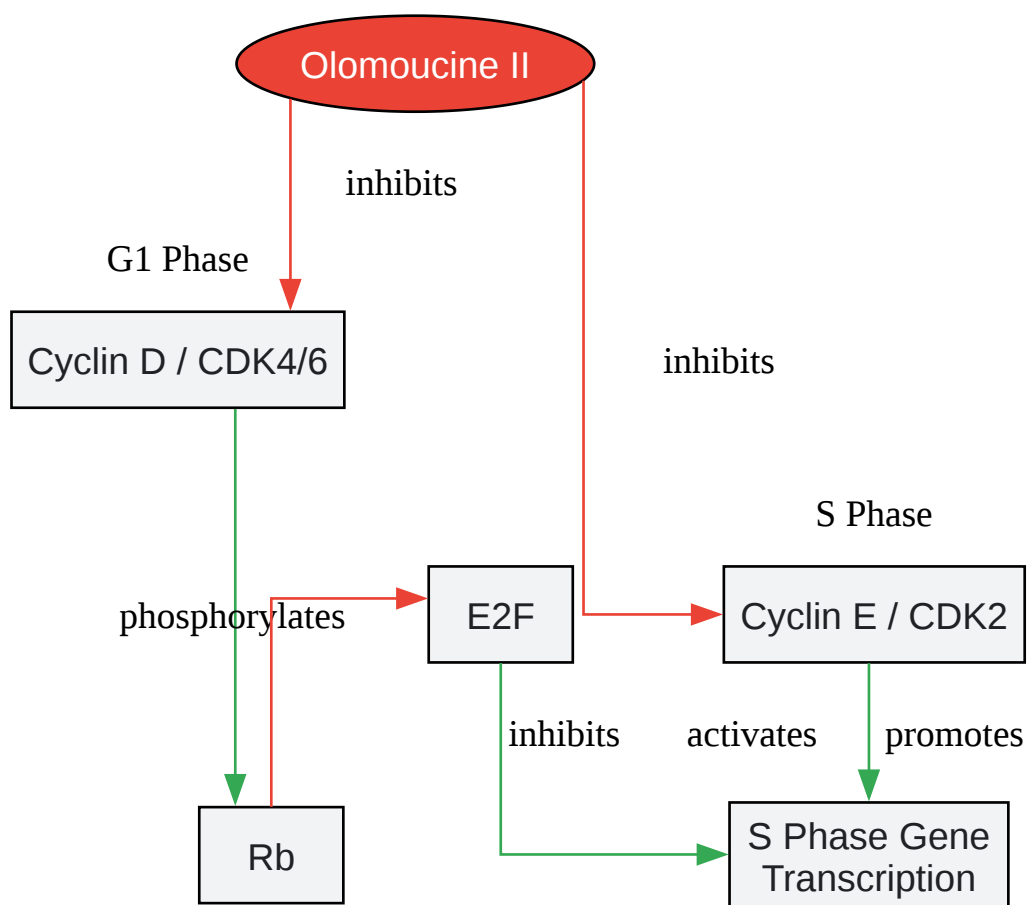 Olomoucine II
inhibits
G1 Phase
Cyclin D / CDK4/6
inhibits
S Phase
phosphorylates
E2F
Cyclin E / CDK2
inhibits
activates
promotes
Rb
S Phase Gene
Transcription